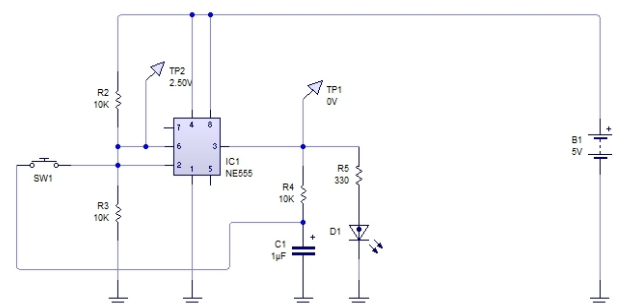 TP2
2.50V
TP1
0V
R2
10K
7
4
8
6
3
2
1
5
IC1
NE555
SW1
R3
10K
R4
10K
R5
330
B1
5V
+
D1
C1
1µF
+